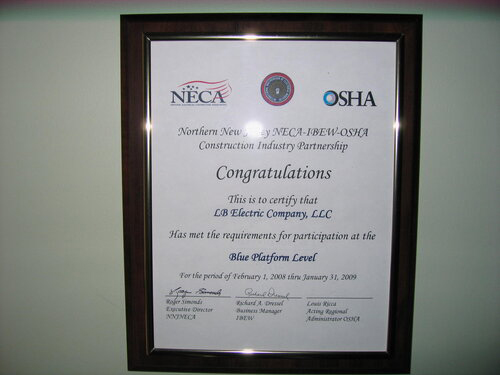 NECA
OSHA
Northern New Jersey NECA-IBEW-OSHA
Construction Industry Partnership
Congratulations
This is to certify that
LB Electric Company, LLC
Has met the requirements for participation at the
Blue Platform Level
For the period of February 1, 2008 thru January 31, 2009
Roger Simonds
Executive Director
NNJNECA
Richard A. Dressel
Business Manager
IBEW
Louis Ricca
Acting Regional
Administrator OSHA